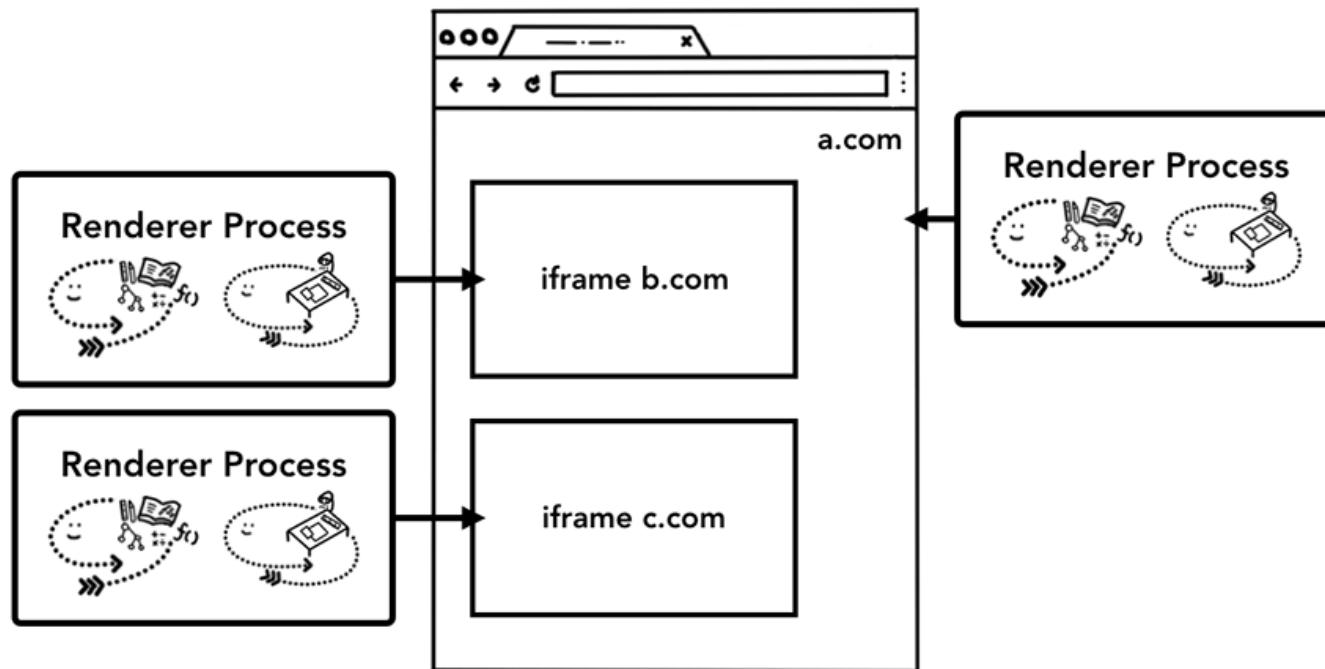 a.com
Renderer Process
f()
Renderer Process
f()
iframe b.com
Renderer Process
f()
iframe c.com